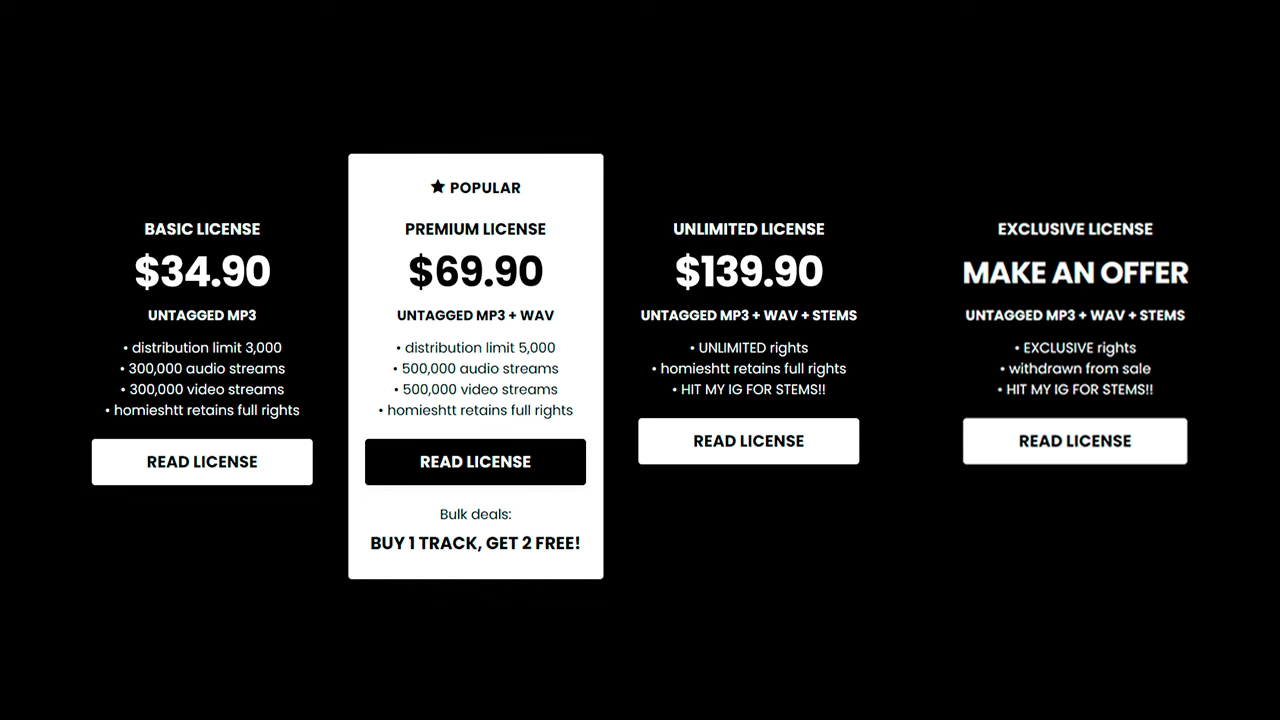 BASIC LICENSE
$34.90
UNTAGGED MP3
• distribution limit 3,000
• 300,000 audio streams
• 300,000 video streams
• homieshtt retains full rights
READ LICENSE
POPULAR
PREMIUM LICENSE
$69.90
UNTAGGED MP3 + WAV
• distribution limit 5,000
• 500,000 audio streams
• 500,000 video streams
• homieshtt retains full rights
READ LICENSE
Bulk deals:
BUY 1 TRACK, GET 2 FREE!
UNLIMITED LICENSE
$139.90
UNTAGGED MP3 + WAV + STEMS
• UNLIMITED rights
• homieshtt retains full rights
• HIT MY IG FOR STEMS!!
READ LICENSE
EXCLUSIVE LICENSE
MAKE AN OFFER
UNTAGGED MP3 + WAV + STEMS
• EXCLUSIVE rights
• withdrawn from sale
• HIT MY IG FOR STEMS!!
READ LICENSE